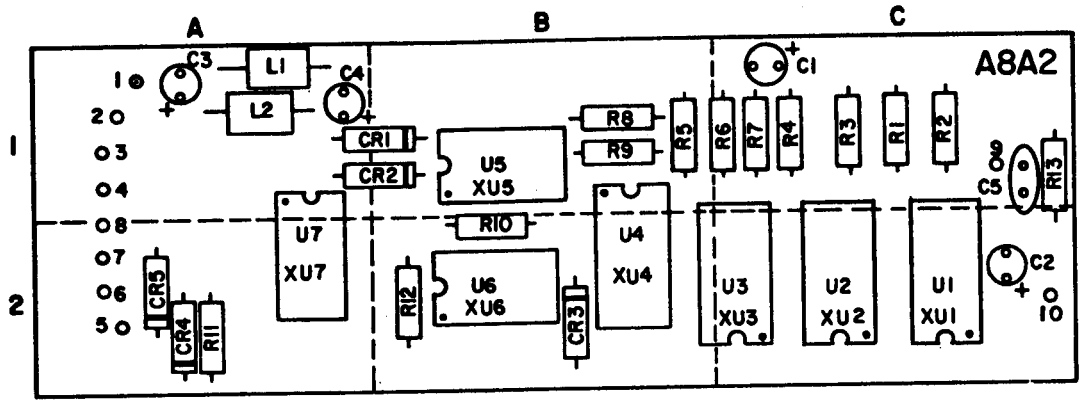 A B C
1
2
A8A2
C3
L1
C4
C1
1
L2
2
CR1
R8
R5
R6
R7
R4
R3
R1
R2
3
R9
9
R13
CR2
U5
XU5
C5
4
8
U7
XU7
R10
U4
XU4
7
CR5
R12
U6
XU6
CR3
U3
XU3
U2
XU2
U1
XU1
C2
6
10
5
CR4
R11